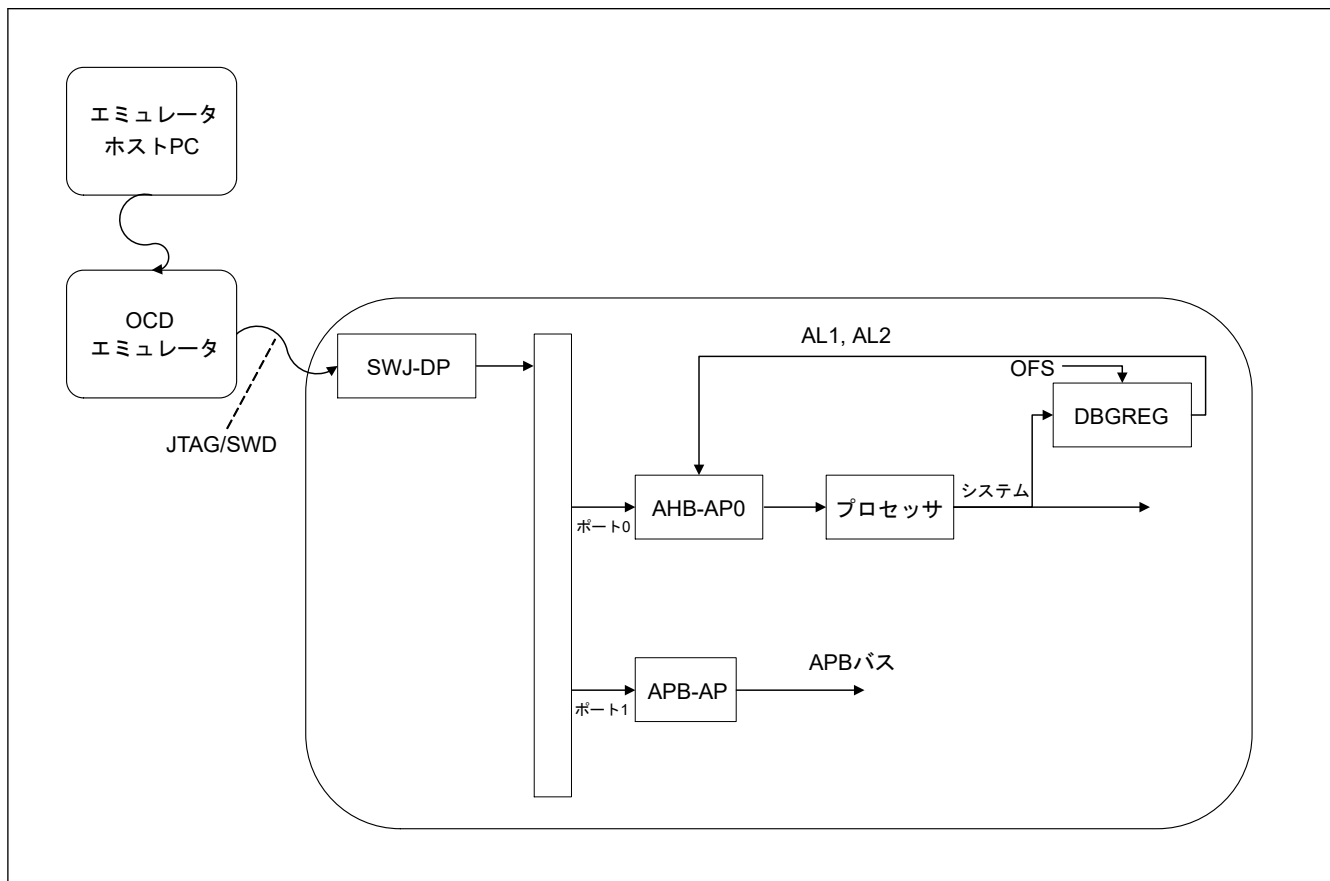 エミュレータ
ホストPC
OCD
エミュレータ
JTAG/SWD
SWJ-DP
AL1, AL2
OFS
DBGREG
AHB-AP0
プロセッサ
システム
ポート0
APB-AP
APBバス
ポート1